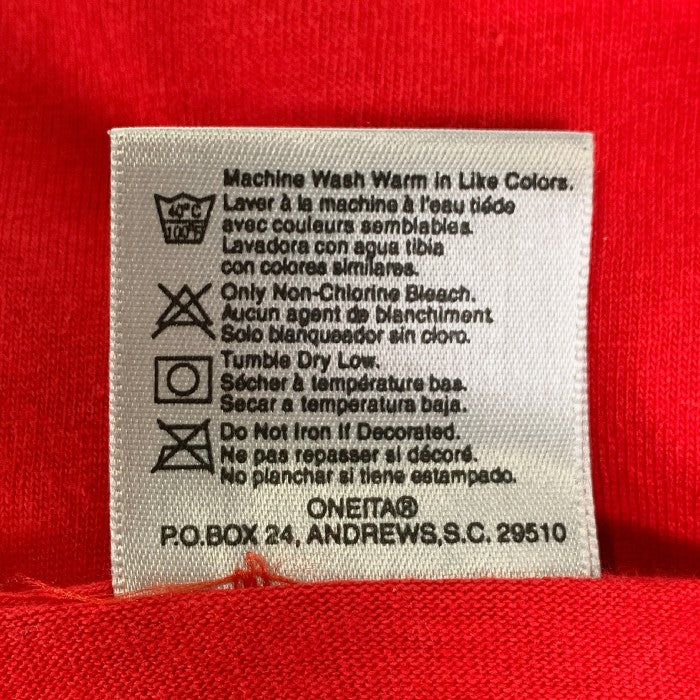 Machine Wash Warm in Like Colors.
40°C
100°F
Laver à la machine à l'eau tiéde
avec couleurs semblables.
Lavadora con agua tibia
con colores similares.
Only Non-Chlorine Bleach.
Aucun agent de blanchiment
Solo blanqueador sin cloro.
Tumble Dry Low.
Sécher à température bas.
Secar a temperatura baja.
Do Not Iron If Decorated.
Ne pas repasser si décoré.
No planchar si tiene estampado.
ONEITA®
P.O.BOX 24, ANDREWS,S.C. 29510